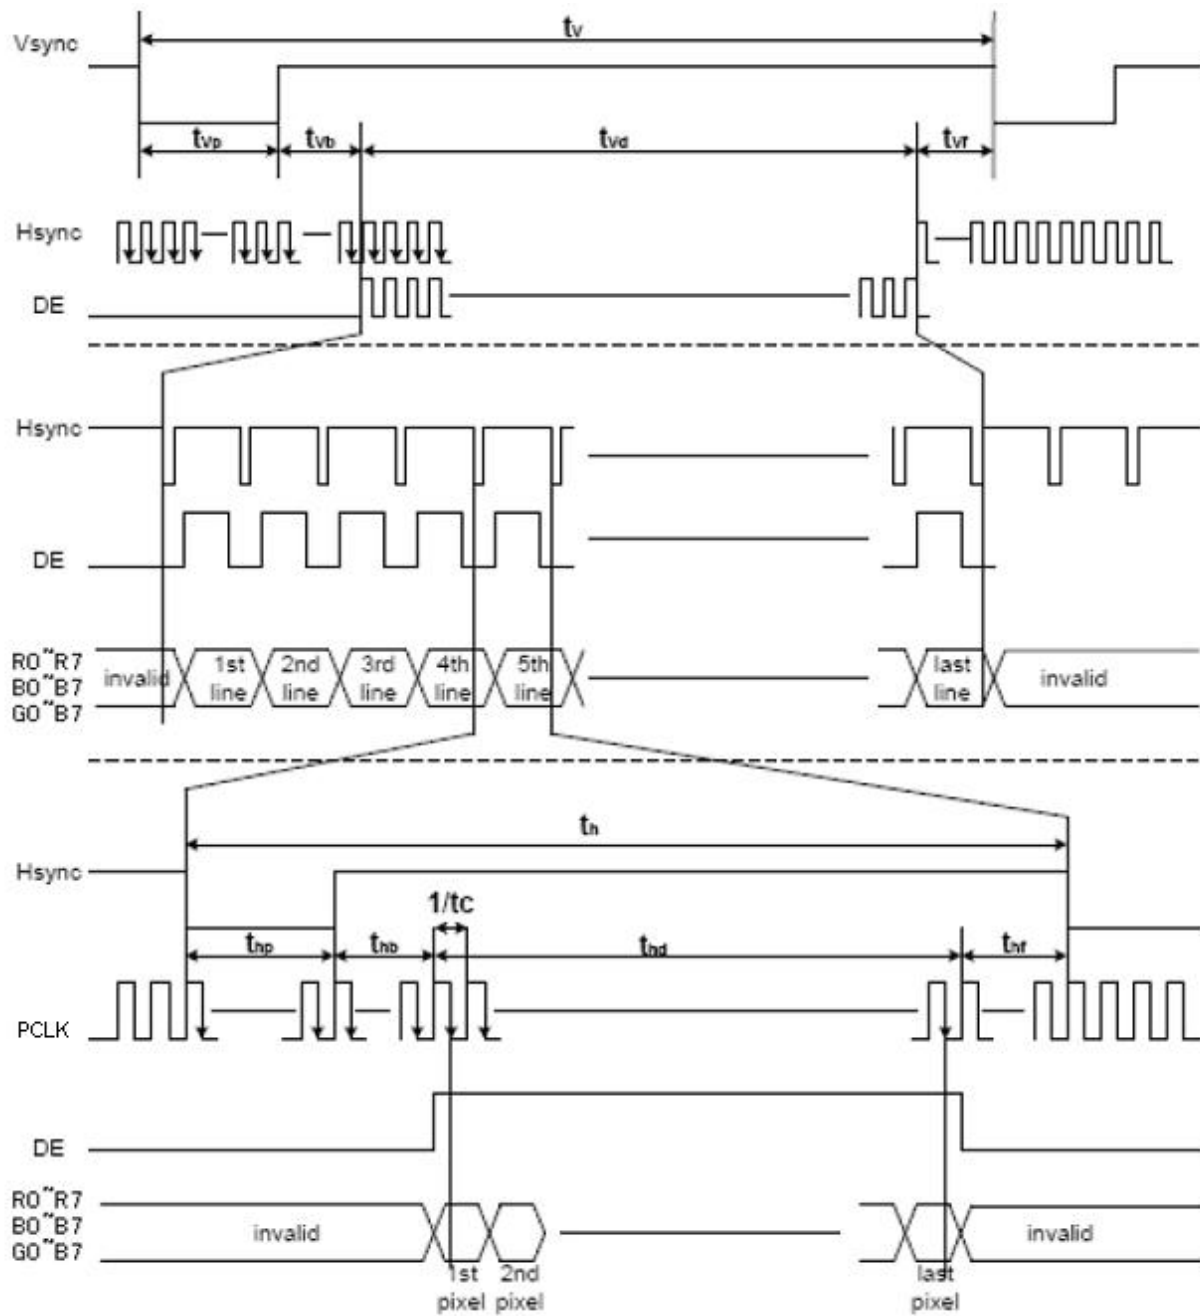 tv
Vsync
tvp
tvb
tvd
tvf
Hsync
DE
Hsync
DE
R0~R7
B0~B7
G0~B7
invalid
1st line
2nd line
3rd line
4th line
5th line
last line
invalid
th
Hsync
1/tc
thp
thb
thd
thf
PCLK
DE
R0~R7
B0~B7
G0~B7
invalid
1st pixel
2nd pixel
last pixel
invalid